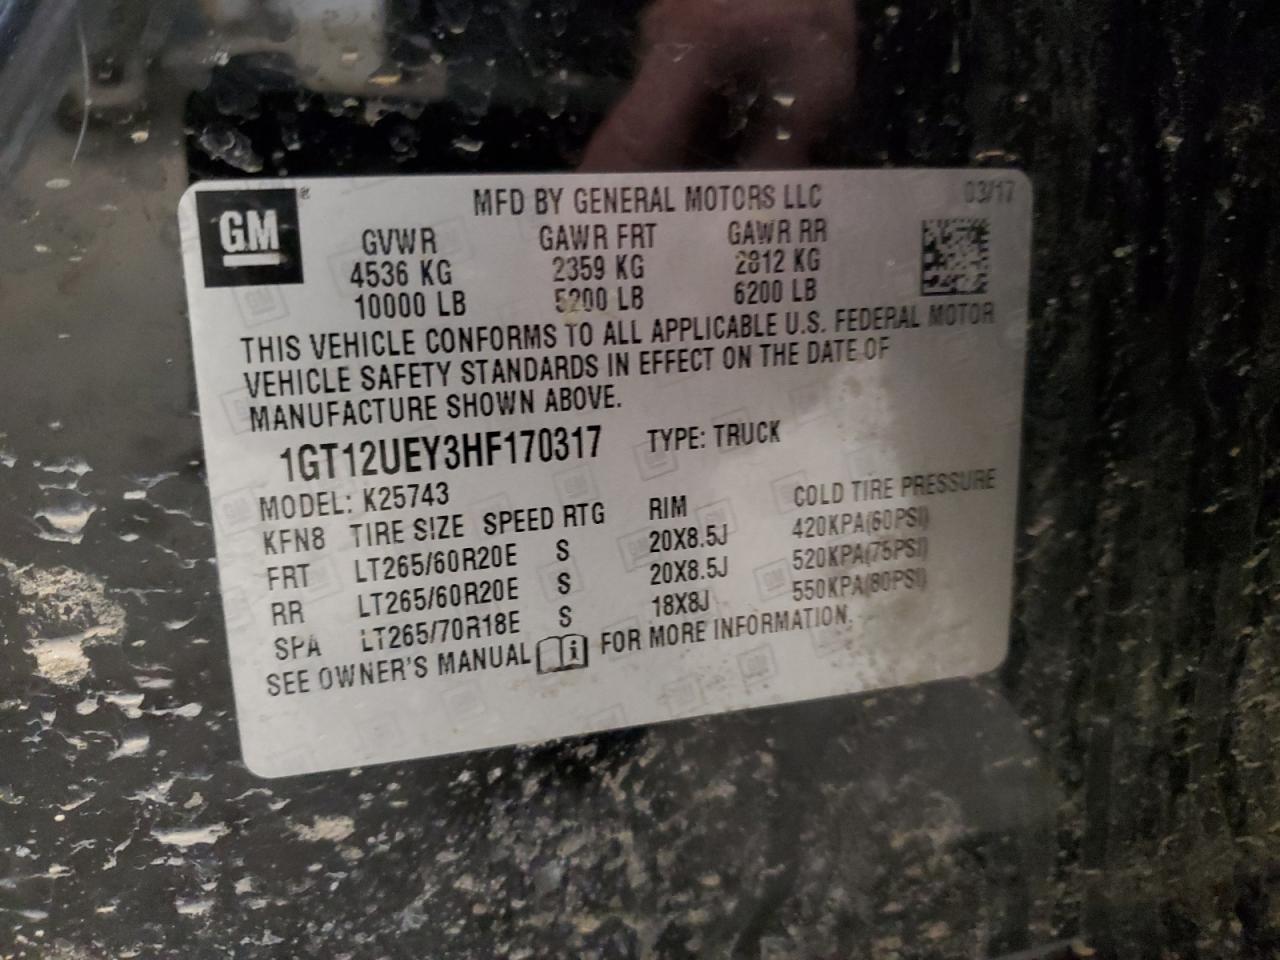 GM ®
MFD BY GENERAL MOTORS LLC 03/17
GVWR GAWR FRT GAWR RR
4536 KG 2359 KG 2812 KG
10000 LB 5200 LB 6200 LB
THIS VEHICLE CONFORMS TO ALL APPLICABLE U.S. FEDERAL MOTOR
VEHICLE SAFETY STANDARDS IN EFFECT ON THE DATE OF
MANUFACTURE SHOWN ABOVE.
1GT12UEY3HF170317 TYPE: TRUCK
MODEL: K25743
KFN8 TIRE SIZE SPEED RTG RIM COLD TIRE PRESSURE
FRT LT265/60R20E S 20X8.5J 420KPA(60PSI)
RR LT265/60R20E S 20X8.5J 520KPA(75PSI)
SPA LT265/70R18E S 18X8J 550KPA(80PSI)
SEE OWNER'S MANUAL i FOR MORE INFORMATION.